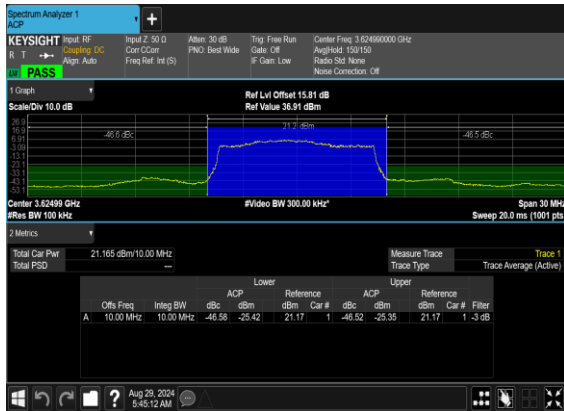 Spectrum Analyzer 1
ACP
KEYSIGHT Input: RF Input Z: 50 Ω Atten: 30 dB Trig: Free Run Center Freq: 3.624990000 GHz
R T Coupling: DC Corr CCorr PNO: Best Wide Gate: Off Avg|Hold: 150/150
Align: Auto Freq Ref: Int (S) IF Gain: Low Radio Std: None
PASS Noise Correction: Off
1 Graph Ref Lvl Offset 15.81 dB
Scale/Div 10.0 dB Ref Value 36.91 dBm
26.9
16.9
6.91
-3.09
-13.1
-23.1
-33.1
-43.1
-53.1
-46.6 dBc 21.2 dBm -46.5 dBc
Center 3.62499 GHz #Video BW 300.00 kHz* Span 30 MHz
#Res BW 100 kHz Sweep 20.0 ms (1001 pts
2 Metrics
Total Car Pwr 21.165 dBm/10.00 MHz Measure Trace Trace 1
Total PSD --- Trace Type Trace Average (Active)
Lower Upper
ACP Reference ACP Reference
Offs Freq Integ BW dBc dBm dBm Car # dBc dBm dBm Car # Filter
A 10.00 MHz 10.00 MHz -46.58 -25.42 21.17 1 -46.52 -25.35 21.17 1 -3 dB
Aug 29, 2024
5:45:12 AM